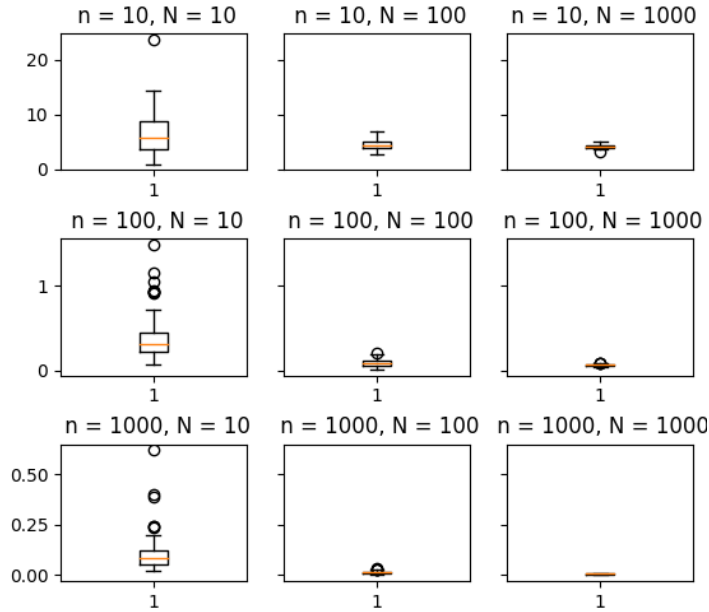 n = 10, N = 10
n = 10, N = 100
n = 10, N = 1000
20
10
0
1
1
1
n = 100, N = 10
n = 100, N = 100
n = 100, N = 1000
1
0
1
1
1
n = 1000, N = 10
n = 1000, N = 100
n = 1000, N = 1000
0.50
0.25
0.00
1
1
1